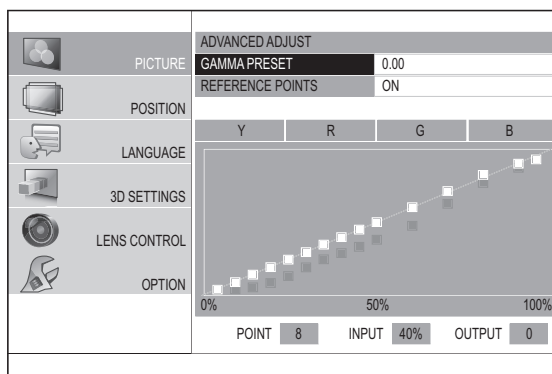 PICTURE
POSITION
LANGUAGE
3D SETTINGS
LENS CONTROL
OPTION
ADVANCED ADJUST
GAMMA PRESET 0.00
REFERENCE POINTS ON
Y R G B
0% 50% 100%
POINT 8 INPUT 40% OUTPUT 0